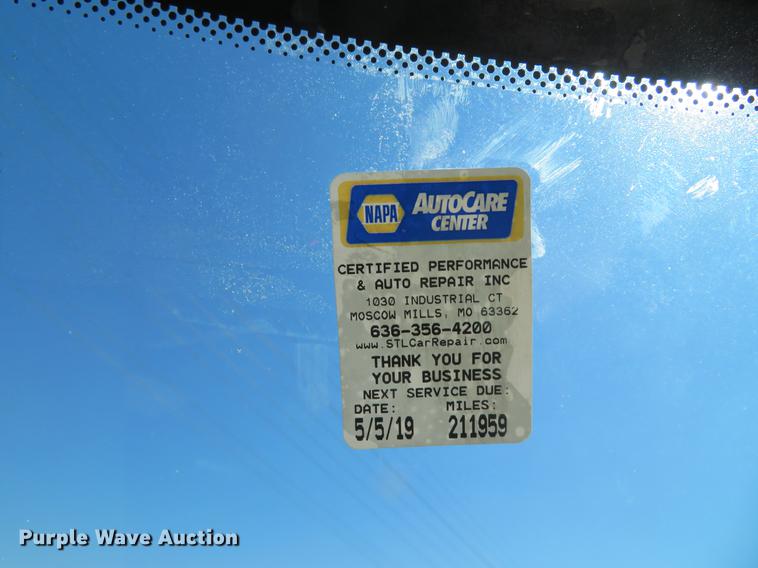 NAPA AUTOCARE
CENTER
CERTIFIED PERFORMANCE
& AUTO REPAIR INC
1030 INDUSTRIAL CT
MOSCOW MILLS, MO 63362
636-356-4200
www.STLCarRepair.com
THANK YOU FOR
YOUR BUSINESS
NEXT SERVICE DUE:
DATE: MILES:
5/5/19 211959
Purple Wave Auction